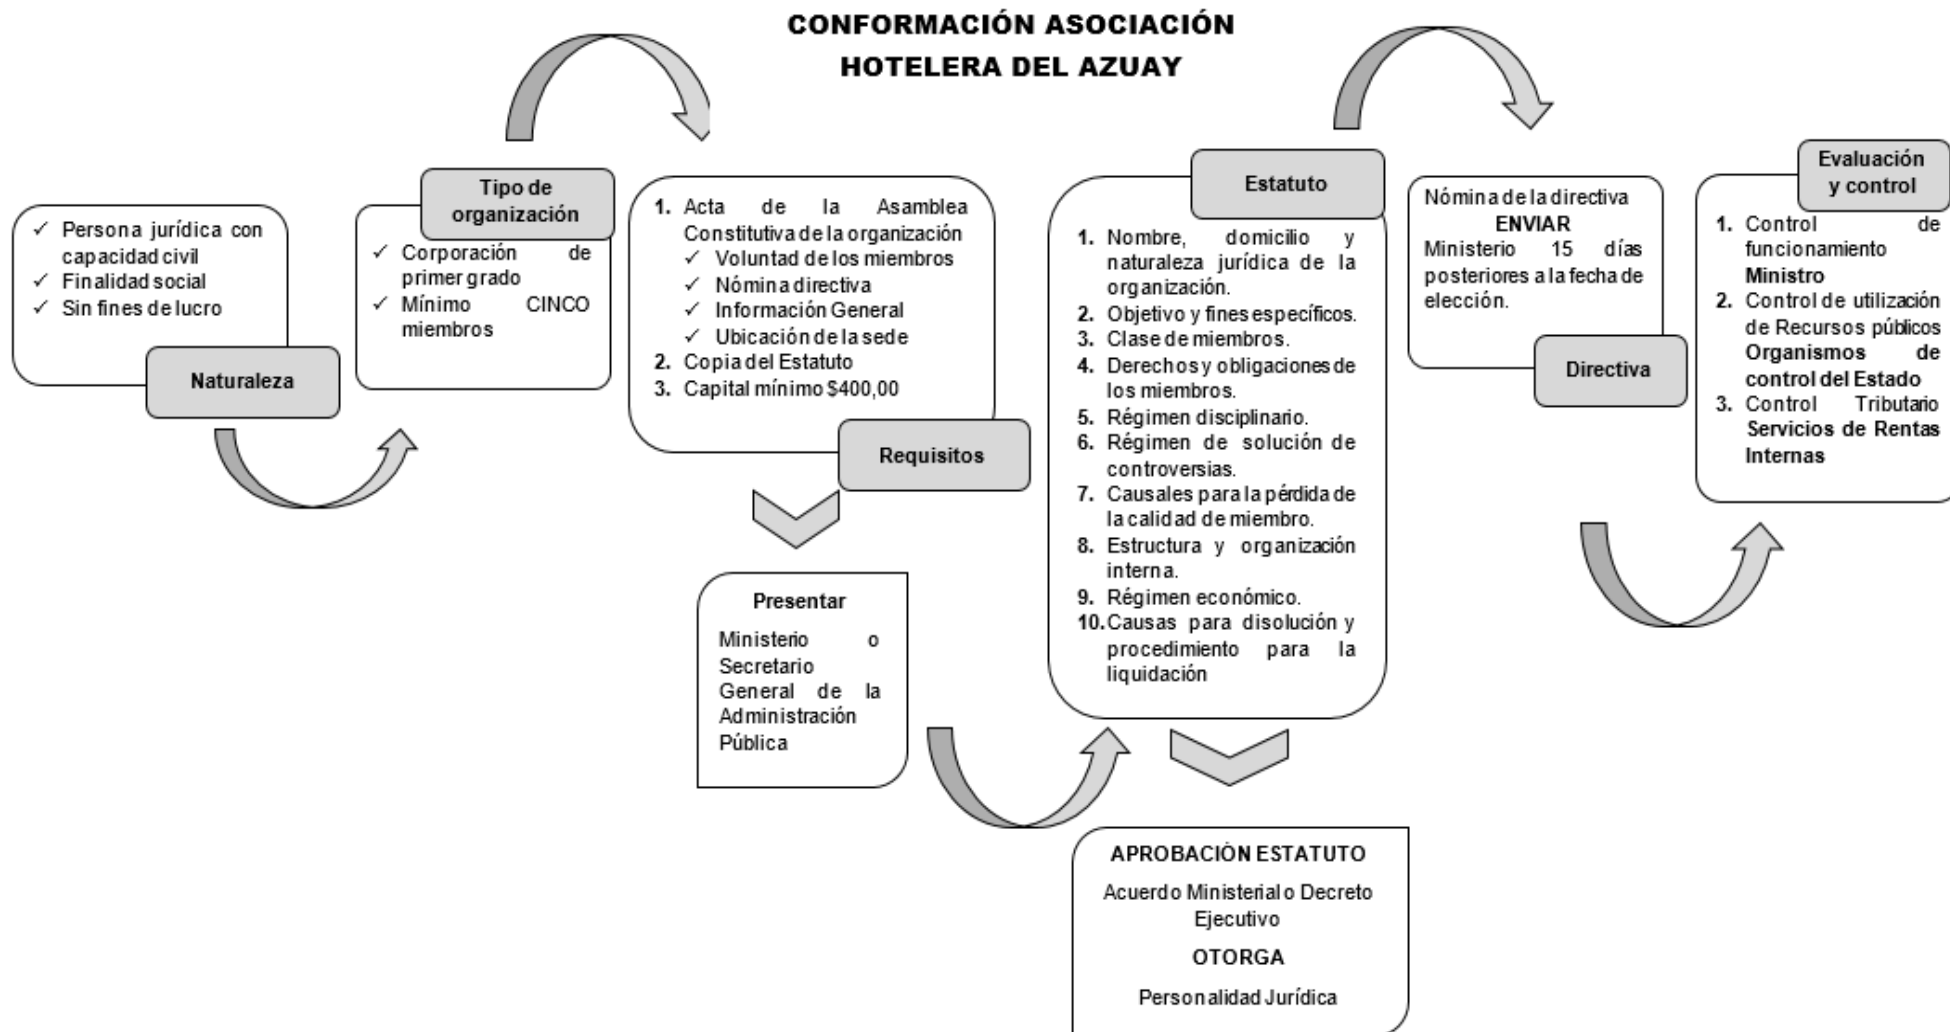 CONFORMACIÓN ASOCIACIÓN
HOTELERA DEL AZUAY
✓ Persona jurídica con
capacidad civil
✓ Finalidad social
✓ Sin fines de lucro
Naturaleza
Tipo de
organización
✓ Corporación de
primer grado
✓ Mínimo CINCO
miembros
1. Acta de la Asamblea
Constitutiva de la organización
✓ Voluntad de los miembros
✓ Nómina directiva
✓ Información General
✓ Ubicación de la sede
2. Copia del Estatuto
3. Capital mínimo $400,00
Requisitos
Presentar
Ministerio o
Secretario
General de la
Administración
Pública
Estatuto
1. Nombre, domicilio y
naturaleza jurídica de la
organización.
2. Objetivo y fines específicos.
3. Clase de miembros.
4. Derechos y obligaciones de
los miembros.
5. Régimen disciplinario.
6. Régimen de solución de
controversias.
7. Causales para la pérdida de
la calidad de miembro.
8. Estructura y organización
interna.
9. Régimen económico.
10. Causas para disolución y
procedimiento para la
liquidación
APROBACIÓN ESTATUTO
Acuerdo Ministerial o Decreto
Ejecutivo
OTORGA
Personalidad Jurídica
Nómina de la directiva
ENVIAR
Ministerio 15 días
posteriores a la fecha de
elección.
Directiva
Evaluación
y control
1. Control de
funcionamiento
Ministro
2. Control de utilización
de Recursos públicos
Organismos de
control del Estado
3. Control Tributario
Servicios de Rentas
Internas